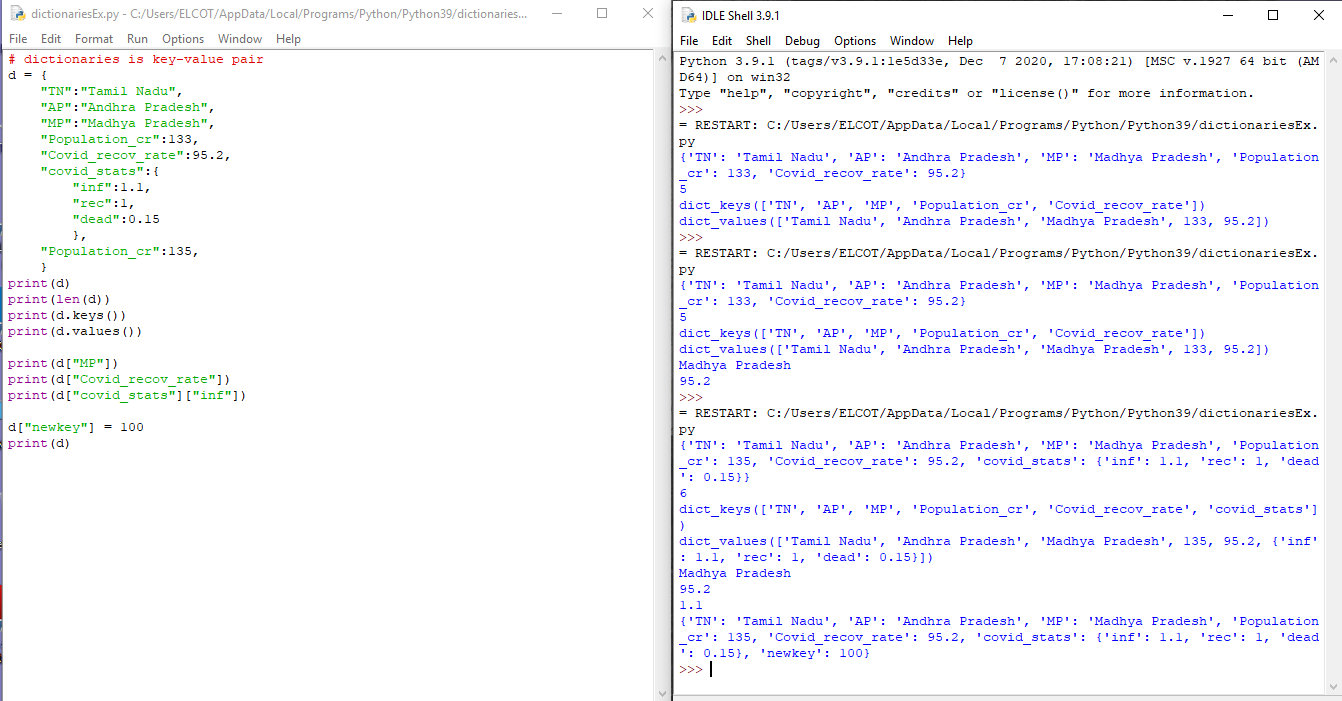 dictionariesEx.py - C:/Users/ELCOT/AppData/Local/Programs/Python/Python39/dictionaries...
File Edit Format Run Options Window Help
# dictionaries is key-value pair
d = {
    "TN":"Tamil Nadu",
    "AP":"Andhra Pradesh",
    "MP":"Madhya Pradesh",
    "Population_cr":133,
    "Covid_recov_rate":95.2,
    "covid_stats":{
        "inf":1.1,
        "rec":1,
        "dead":0.15
        },
    "Population_cr":135,
    }
print(d)
print(len(d))
print(d.keys())
print(d.values())

print(d["MP"])
print(d["Covid_recov_rate"])
print(d["covid_stats"]["inf"])

d["newkey"] = 100
print(d)
IDLE Shell 3.9.1
File Edit Shell Debug Options Window Help
Python 3.9.1 (tags/v3.9.1:1e5d33e, Dec  7 2020, 17:08:21) [MSC v.1927 64 bit (AM
D64)] on win32
Type "help", "copyright", "credits" or "license()" for more information.
>>>
= RESTART: C:/Users/ELCOT/AppData/Local/Programs/Python/Python39/dictionariesEx.
py
{'TN': 'Tamil Nadu', 'AP': 'Andhra Pradesh', 'MP': 'Madhya Pradesh', 'Population
_cr': 133, 'Covid_recov_rate': 95.2}
5
dict_keys(['TN', 'AP', 'MP', 'Population_cr', 'Covid_recov_rate'])
dict_values(['Tamil Nadu', 'Andhra Pradesh', 'Madhya Pradesh', 133, 95.2])
>>>
= RESTART: C:/Users/ELCOT/AppData/Local/Programs/Python/Python39/dictionariesEx.
py
{'TN': 'Tamil Nadu', 'AP': 'Andhra Pradesh', 'MP': 'Madhya Pradesh', 'Population
_cr': 133, 'Covid_recov_rate': 95.2}
5
dict_keys(['TN', 'AP', 'MP', 'Population_cr', 'Covid_recov_rate'])
dict_values(['Tamil Nadu', 'Andhra Pradesh', 'Madhya Pradesh', 133, 95.2])
Madhya Pradesh
95.2
>>>
= RESTART: C:/Users/ELCOT/AppData/Local/Programs/Python/Python39/dictionariesEx.
py
{'TN': 'Tamil Nadu', 'AP': 'Andhra Pradesh', 'MP': 'Madhya Pradesh', 'Population
_cr': 135, 'Covid_recov_rate': 95.2, 'covid_stats': {'inf': 1.1, 'rec': 1, 'dead
': 0.15}}
6
dict_keys(['TN', 'AP', 'MP', 'Population_cr', 'Covid_recov_rate', 'covid_stats']
)
dict_values(['Tamil Nadu', 'Andhra Pradesh', 'Madhya Pradesh', 135, 95.2, {'inf'
: 1.1, 'rec': 1, 'dead': 0.15}])
Madhya Pradesh
95.2
1.1
{'TN': 'Tamil Nadu', 'AP': 'Andhra Pradesh', 'MP': 'Madhya Pradesh', 'Population
_cr': 135, 'Covid_recov_rate': 95.2, 'covid_stats': {'inf': 1.1, 'rec': 1, 'dead
': 0.15}, 'newkey': 100}
>>>